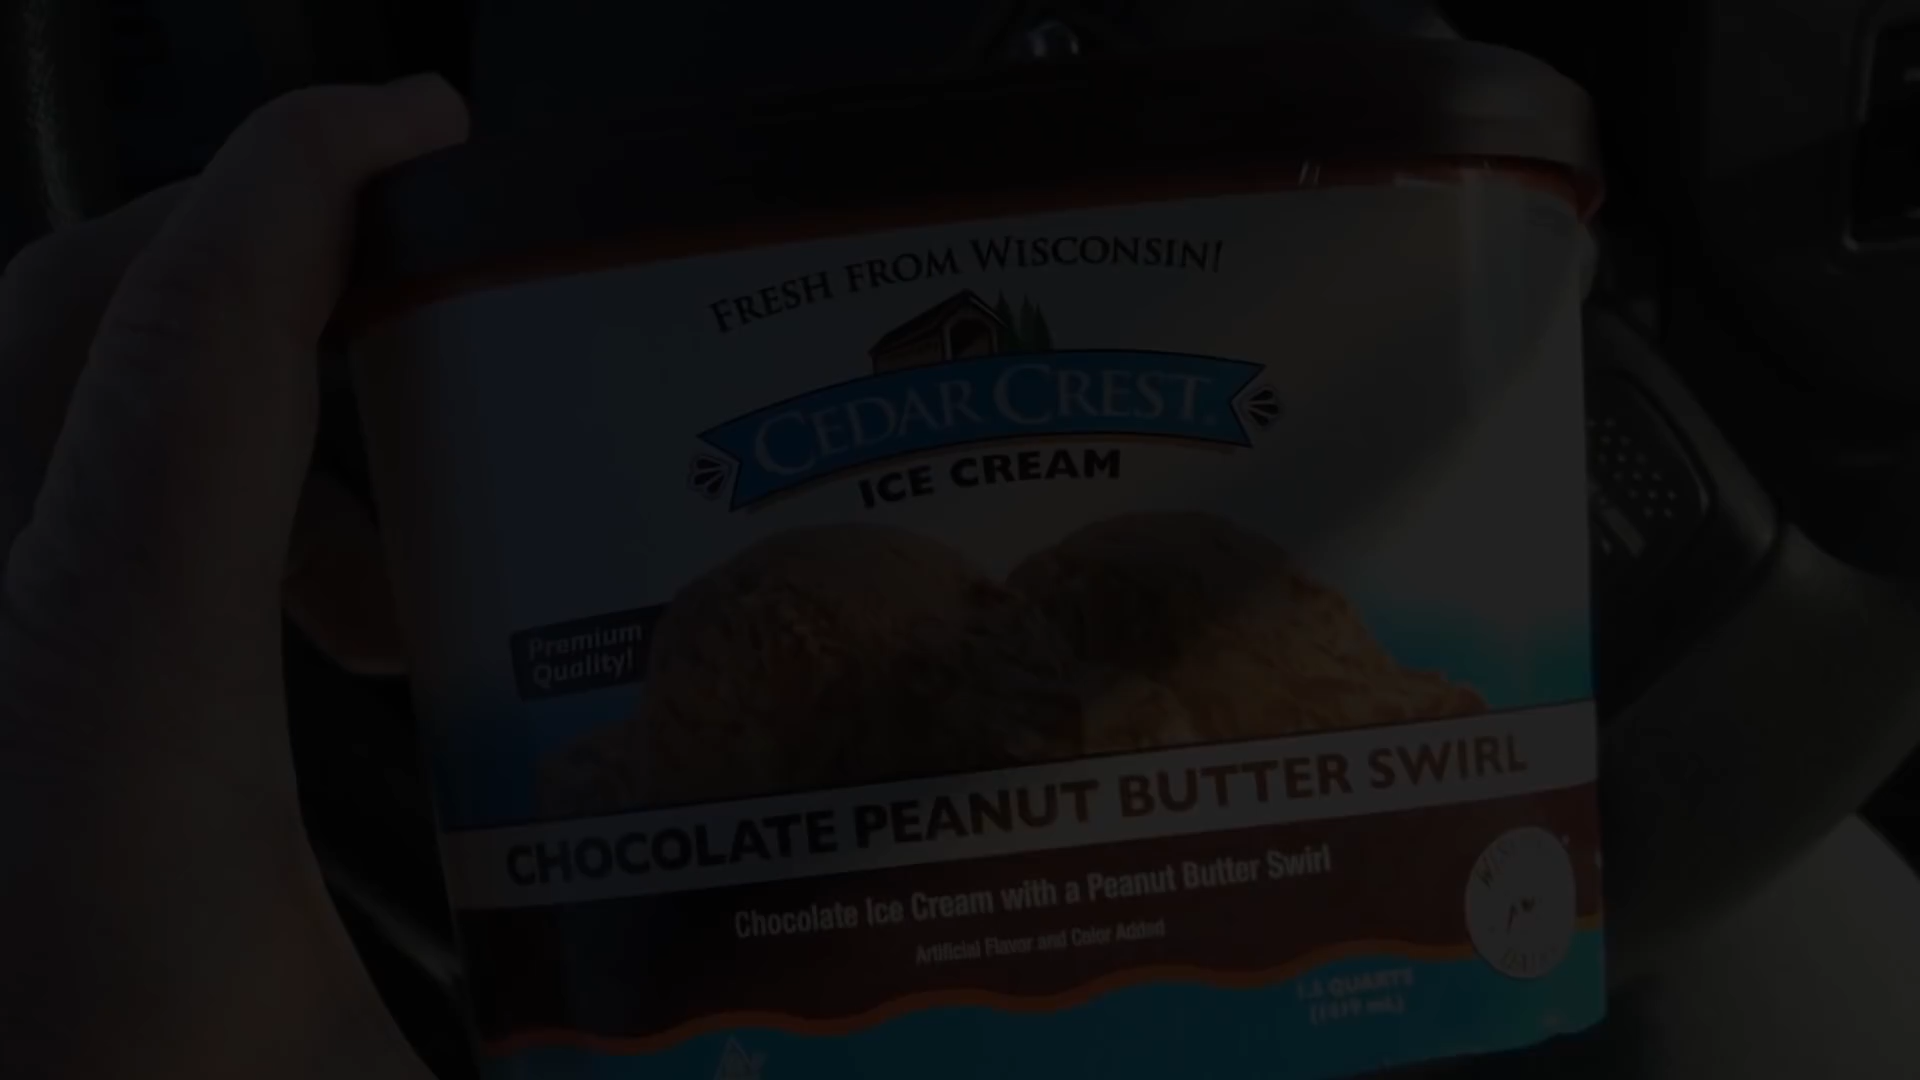 FRESH FROM WISCONSIN!
CEDAR CREST
ICE CREAM
Premium
Quality!
CHOCOLATE PEANUT BUTTER SWIRL
Chocolate Ice Cream with a Peanut Butter Swirl
Artificial Flavor and Color Added
QUARTS